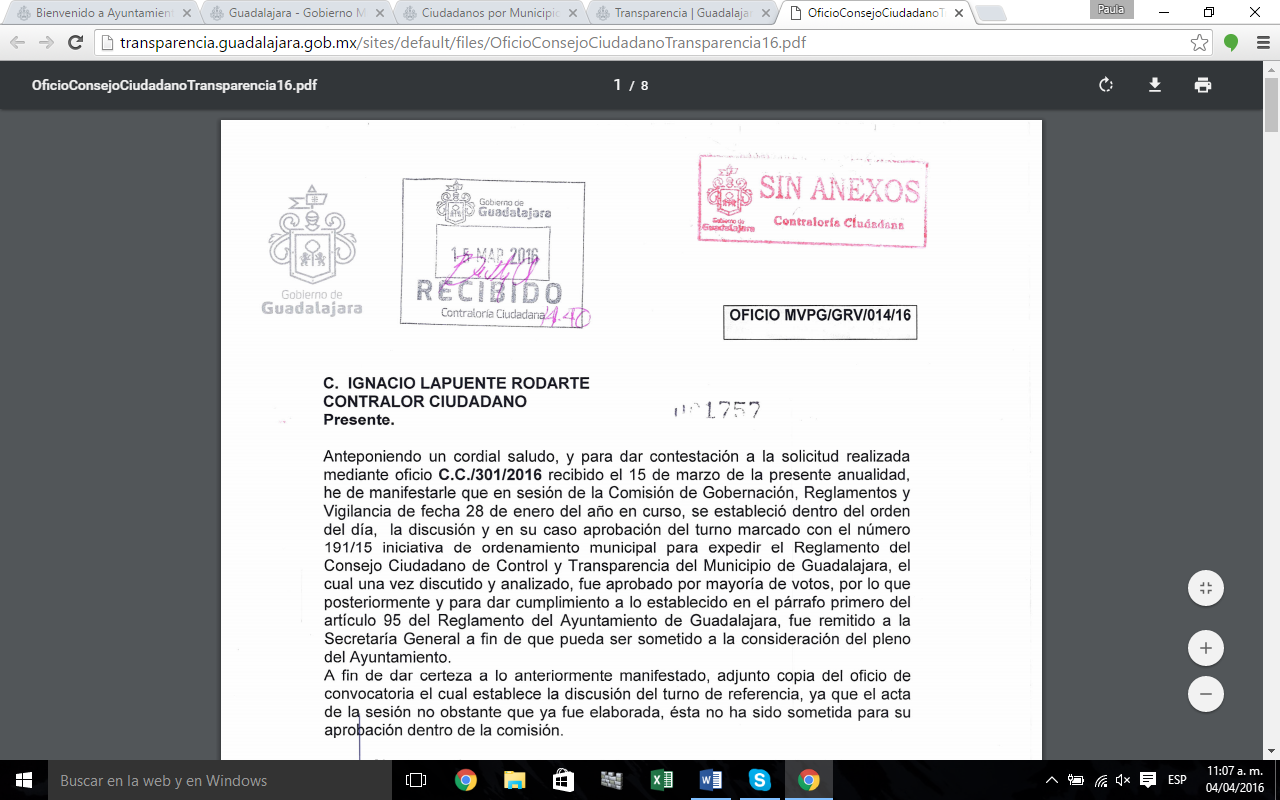 Bienvenido a Ayuntamien
Guadalajara - Gobierno M
Ciudadanos por Municipio
Transparencia | Guadalaja
OficioConsejoCiudadanoT
Paula
transparencia.guadalajara.gob.mx/sites/default/files/OficioConsejoCiudadanoTransparencia16.pdf
OficioConsejoCiudadanoTransparencia16.pdf
1 / 8
Gobierno de
Guadalajara
Gobierno de
Guadalajara
15 MAR 2016
RECIBIDO
Contraloría Ciudadana
Gobierno de
Guadalajara
SIN ANEXOS
Contraloría Ciudadana
OFICIO MVPG/GRV/014/16
C. IGNACIO LAPUENTE RODARTE
CONTRALOR CIUDADANO
Presente.
001757
Anteponiendo un cordial saludo, y para dar contestación a la solicitud realizada
mediante oficio C.C./301/2016 recibido el 15 de marzo de la presente anualidad,
he de manifestarle que en sesión de la Comisión de Gobernación, Reglamentos y
Vigilancia de fecha 28 de enero del año en curso, se estableció dentro del orden
del día, la discusión y en su caso aprobación del turno marcado con el número
191/15 iniciativa de ordenamiento municipal para expedir el Reglamento del
Consejo Ciudadano de Control y Transparencia del Municipio de Guadalajara, el
cual una vez discutido y analizado, fue aprobado por mayoría de votos, por lo que
posteriormente y para dar cumplimiento a lo establecido en el párrafo primero del
artículo 95 del Reglamento del Ayuntamiento de Guadalajara, fue remitido a la
Secretaría General a fin de que pueda ser sometido a la consideración del pleno
del Ayuntamiento.
A fin de dar certeza a lo anteriormente manifestado, adjunto copia del oficio de
convocatoria el cual establece la discusión del turno de referencia, ya que el acta
de la sesión no obstante que ya fue elaborada, ésta no ha sido sometida para su
aprobación dentro de la comisión.
Buscar en la web y en Windows
ESP
11:07 a. m.
04/04/2016